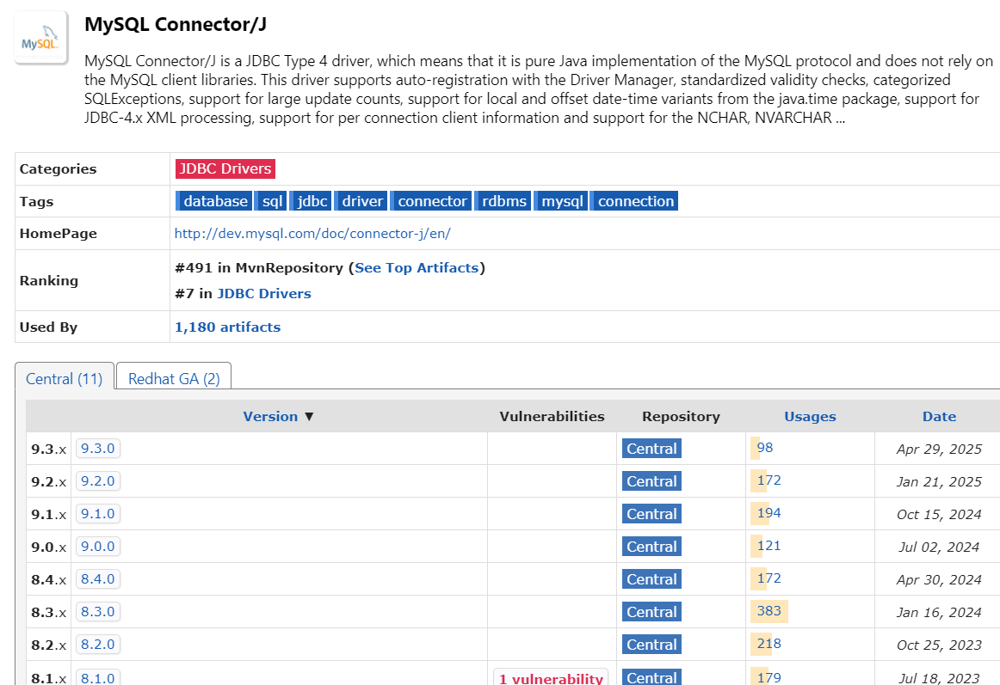 MySQL Connector/J
MySQL
MySQL Connector/J is a JDBC Type 4 driver, which means that it is pure Java implementation of the MySQL protocol and does not rely on
the MySQL client libraries. This driver supports auto-registration with the Driver Manager, standardized validity checks, categorized
SQLExceptions, support for large update counts, support for local and offset date-time variants from the java.time package, support for
JDBC-4.x XML processing, support for per connection client information and support for the NCHAR, NVARCHAR ...
Categories JDBC Drivers
Tags database sql jdbc driver connector rdbms mysql connection
HomePage http://dev.mysql.com/doc/connector-j/en/
Ranking #491 in MvnRepository (See Top Artifacts)
#7 in JDBC Drivers
Used By 1,180 artifacts
Central (11) Redhat GA (2)
Version ▼ Vulnerabilities Repository Usages Date
9.3.x 9.3.0 Central 98 Apr 29, 2025
9.2.x 9.2.0 Central 172 Jan 21, 2025
9.1.x 9.1.0 Central 194 Oct 15, 2024
9.0.x 9.0.0 Central 121 Jul 02, 2024
8.4.x 8.4.0 Central 172 Apr 30, 2024
8.3.x 8.3.0 Central 383 Jan 16, 2024
8.2.x 8.2.0 Central 218 Oct 25, 2023
8.1.x 8.1.0 1 vulnerability Central 179 Jul 18, 2023